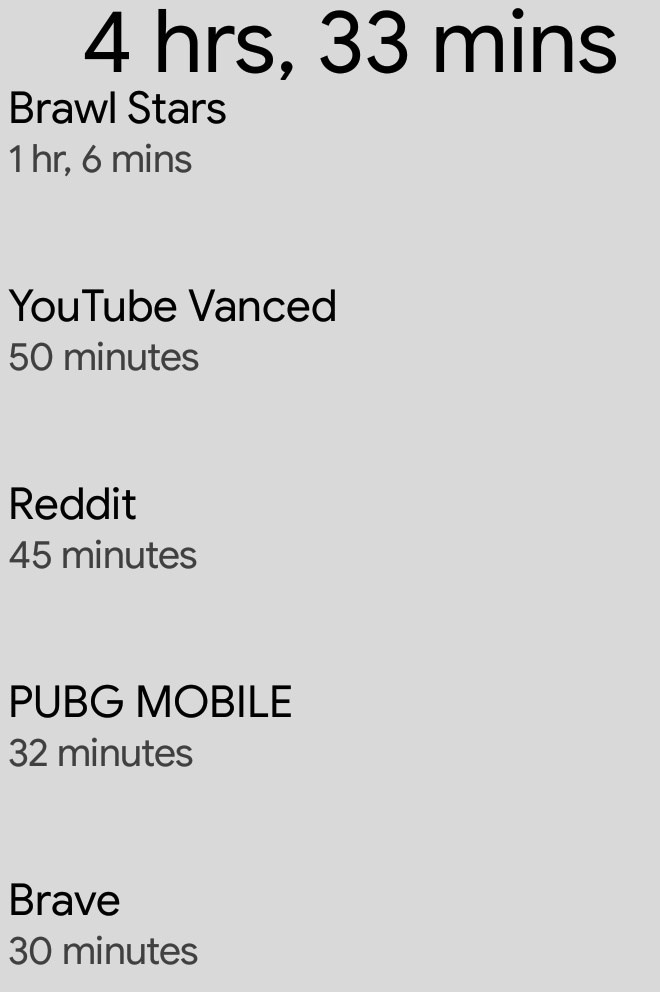 4 hrs, 33 mins
Brawl Stars
1 hr, 6 mins
YouTube Vanced
50 minutes
Reddit
45 minutes
PUBG MOBILE
32 minutes
Brave
30 minutes